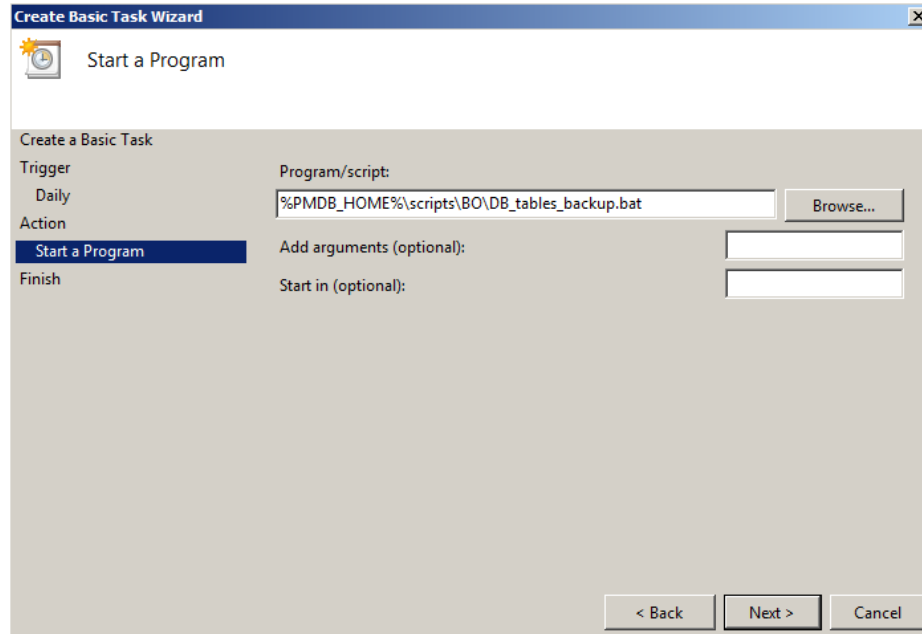 Create Basic Task Wizard
Start a Program
Create a Basic Task
Trigger
Daily
Action
Start a Program
Finish
Program/script:
%PMDB_HOME%\scripts\BO\DB_tables_backup.bat
Browse...
Add arguments (optional):
Start in (optional):
< Back
Next >
Cancel